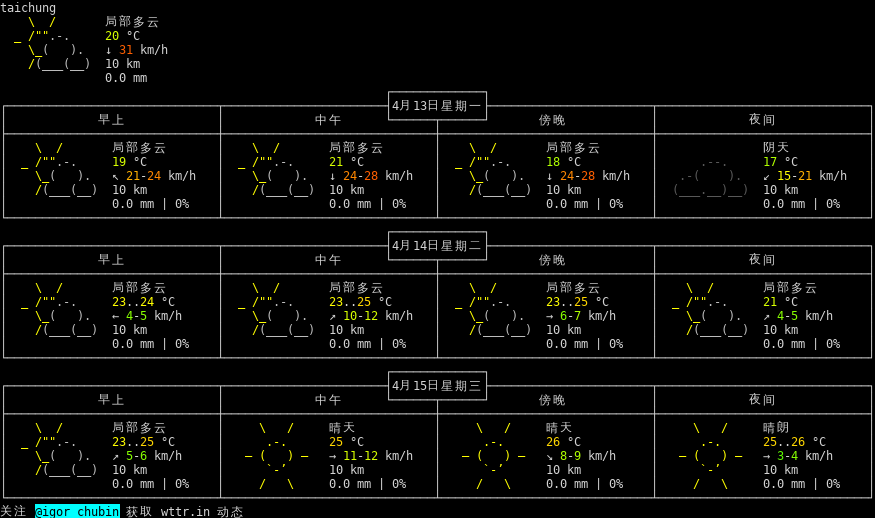 taichung
局部多云
20 °C
↓ 31 km/h
10 km
0.0 mm
4月13日星期一
早上 中午 傍晚 夜间
局部多云 局部多云 局部多云 阴天
19 °C 21 °C 18 °C 17 °C
↖ 21-24 km/h ↓ 24-28 km/h ↓ 24-28 km/h ↙ 15-21 km/h
10 km 10 km 10 km 10 km
0.0 mm | 0% 0.0 mm | 0% 0.0 mm | 0% 0.0 mm | 0%
4月14日星期二
早上 中午 傍晚 夜间
局部多云 局部多云 局部多云 局部多云
23..24 °C 23..25 °C 23..25 °C 21 °C
← 4-5 km/h ↗ 10-12 km/h → 6-7 km/h ↗ 4-5 km/h
10 km 10 km 10 km 10 km
0.0 mm | 0% 0.0 mm | 0% 0.0 mm | 0% 0.0 mm | 0%
4月15日星期三
早上 中午 傍晚 夜间
局部多云 晴天 晴天 晴朗
23..25 °C 25 °C 26 °C 25..26 °C
↗ 5-6 km/h → 11-12 km/h ↘ 8-9 km/h → 3-4 km/h
10 km 10 km 10 km 10 km
0.0 mm | 0% 0.0 mm | 0% 0.0 mm | 0% 0.0 mm | 0%
关注 @igor_chubin 获取 wttr.in 动态